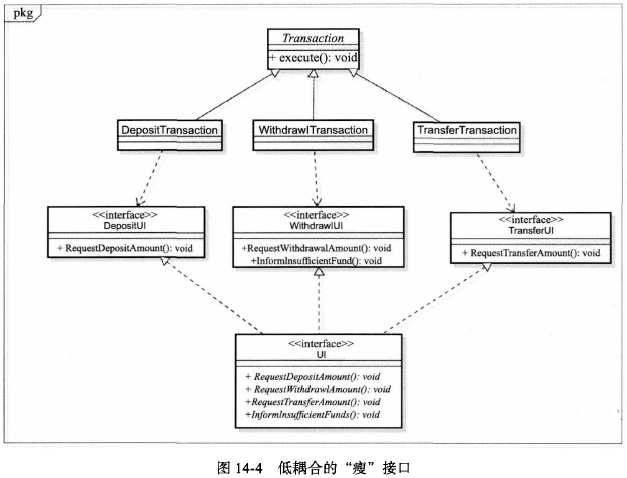 pkg
Transaction
+ execute(): void
DepositTransaction
WithdrawlTransaction
TransferTransaction
<<interface>>
DepositUI
+ RequestDepositAmount(): void
<<interface>>
WithdrawlUI
+RequestWithdrawalAmount(): void
+InformInsufficientFund(): void
<<interface>>
TransferUI
+ RequestTransferAmount(): void
<<interface>>
UI
+ RequestDepositAmount(): void
+ RequestWithdrawlAmount(): void
+RequestTransferAmount(): void
+InformInsufficientFunds(): void
图 14-4 低耦合的“瘦”接口